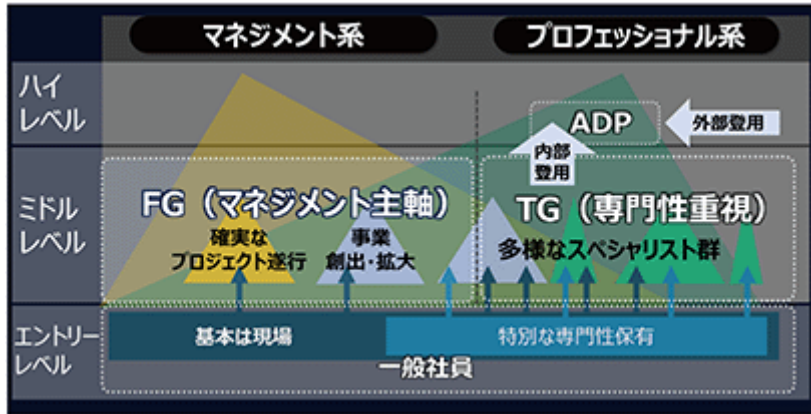 マネジメント系
プロフェッショナル系
ハイ
レベル
ADP
外部登用
内部
登用
ミドル
レベル
FG（マネジメント主軸）
TG（専門性重視）
確実な
プロジェクト遂行
事業
創出・拡大
多様なスペシャリスト群
エントリー
レベル
基本は現場
特別な専門性保有
一般社員